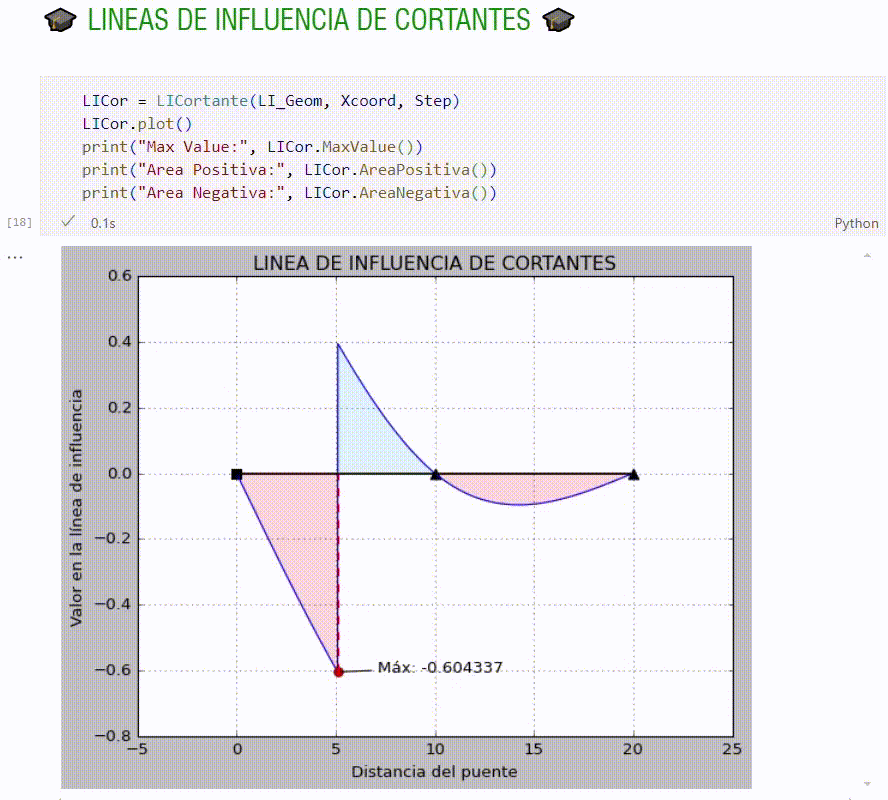 🎓 LINEAS DE INFLUENCIA DE CORTANTES 🎓
LICor = LICortante(LI_Geom, Xcoord, Step)
LICor.plot()
print("Max Value:", LICor.MaxValue())
print("Area Positiva:", LICor.AreaPositiva())
print("Area Negativa:", LICor.AreaNegativa())
[18] ✓ 0.1s Python
...
LINEA DE INFLUENCIA DE CORTANTES
0.6
0.4
0.2
0.0
−0.2
−0.4
−0.6
−0.8
Valor en la línea de influencia
Máx: -0.604337
−5 0 5 10 15 20 25
Distancia del puente